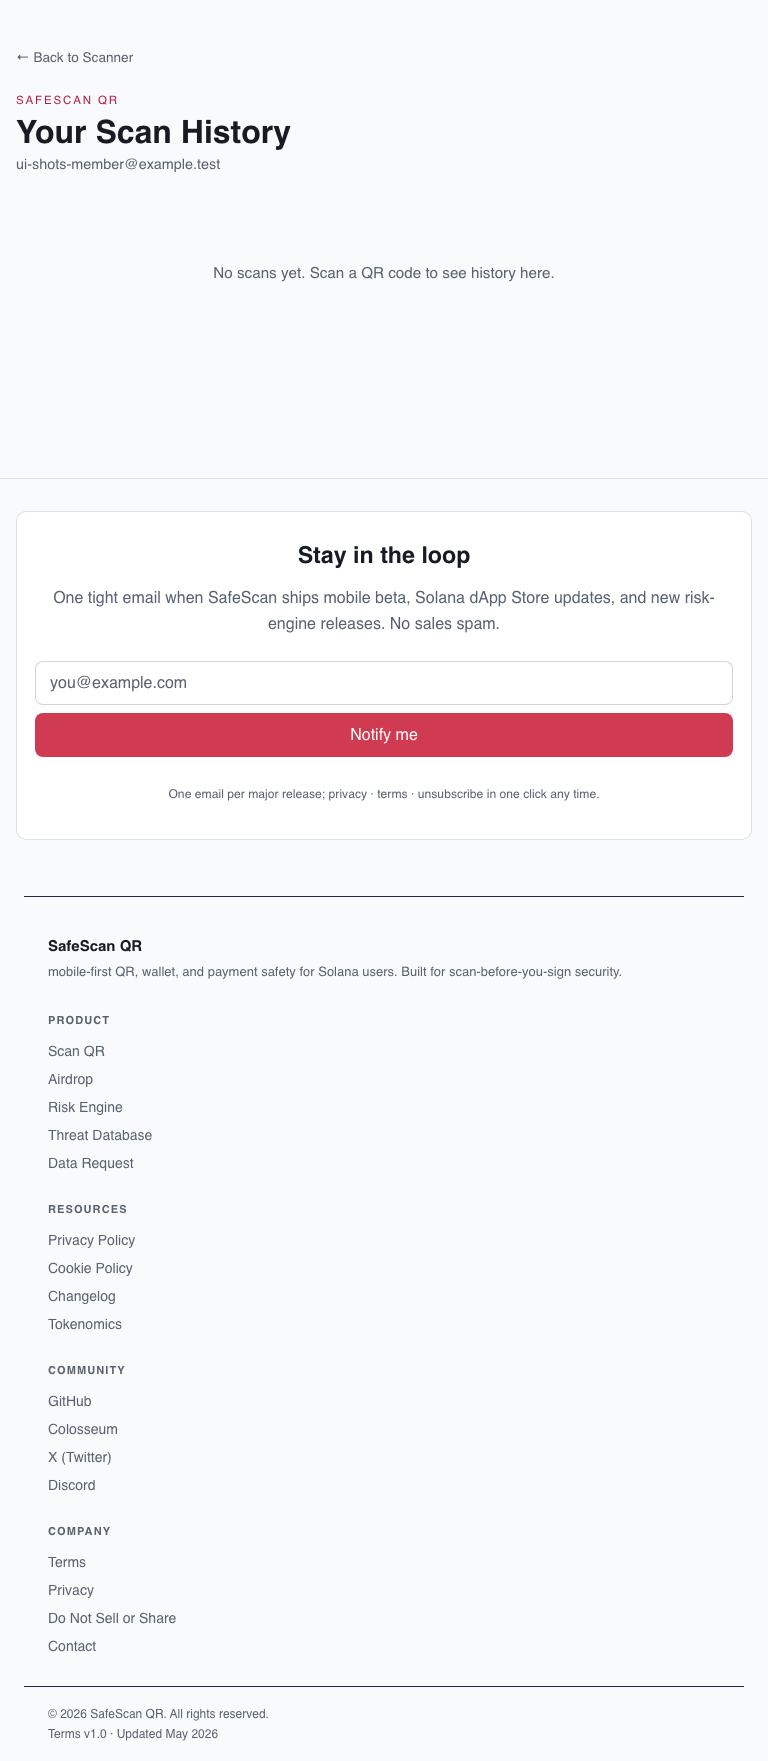 ← Back to Scanner
SAFESCAN QR
Your Scan History
ui-shots-member@example.test
No scans yet. Scan a QR code to see history here.
Stay in the loop
One tight email when SafeScan ships mobile beta, Solana dApp Store updates, and new risk-
engine releases. No sales spam.
you@example.com
Notify me
One email per major release; privacy · terms · unsubscribe in one click any time.
SafeScan QR
mobile-first QR, wallet, and payment safety for Solana users. Built for scan-before-you-sign security.
PRODUCT
Scan QR
Airdrop
Risk Engine
Threat Database
Data Request
RESOURCES
Privacy Policy
Cookie Policy
Changelog
Tokenomics
COMMUNITY
GitHub
Colosseum
X (Twitter)
Discord
COMPANY
Terms
Privacy
Do Not Sell or Share
Contact
© 2026 SafeScan QR. All rights reserved.
Terms v1.0 · Updated May 2026